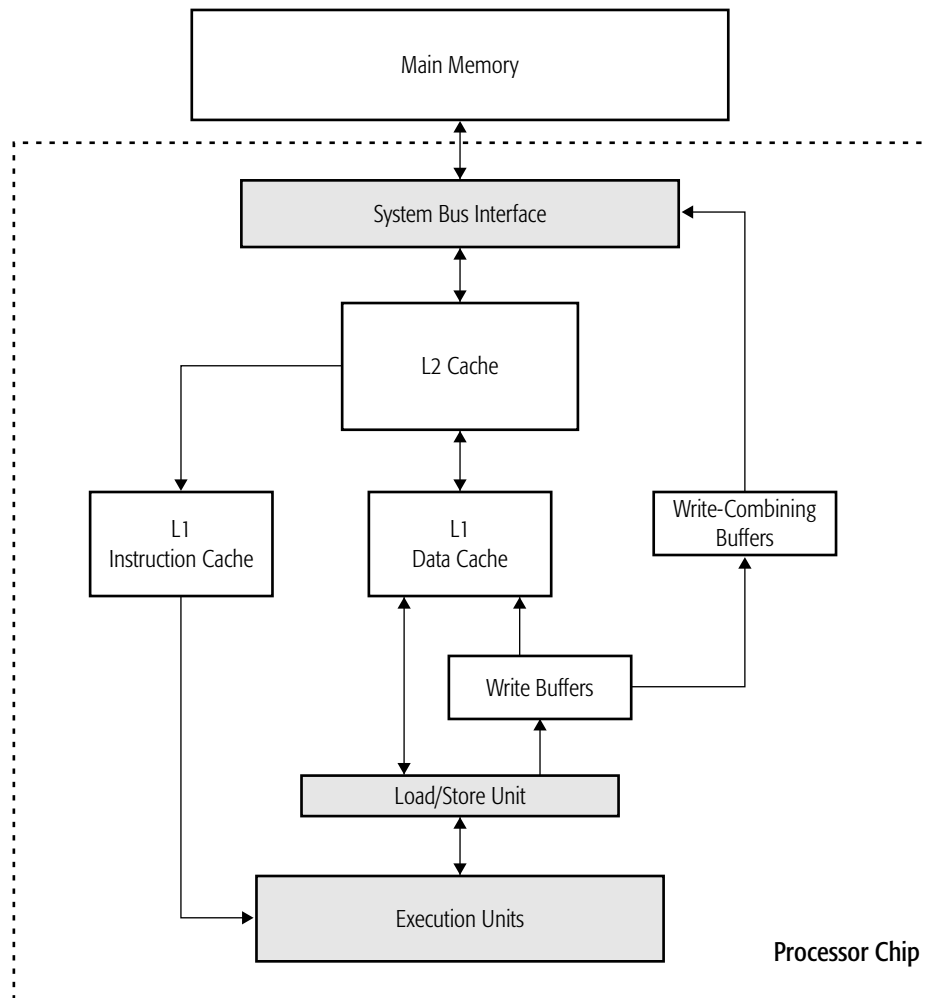 Main Memory
System Bus Interface
L2 Cache
L1
Instruction Cache
L1
Data Cache
Write-Combining
Buffers
Write Buffers
Load/Store Unit
Execution Units
Processor Chip